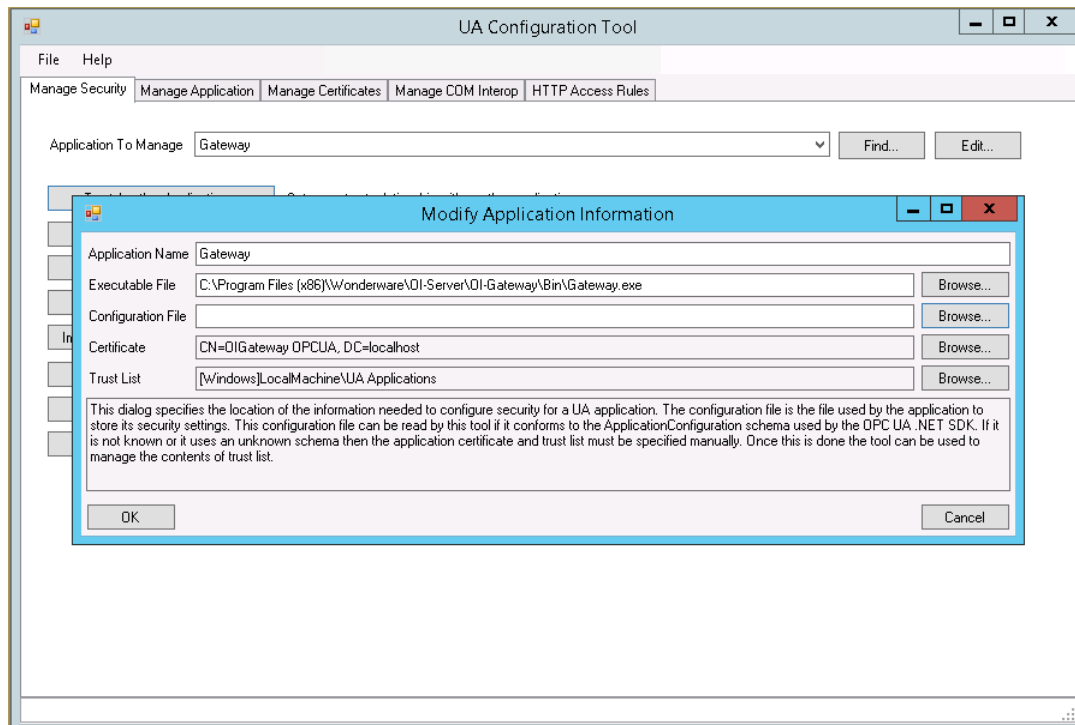 UA Configuration Tool
File Help
Manage Security Manage Application Manage Certificates Manage COM Interop HTTP Access Rules
Application To Manage Gateway Find... Edit...
Modify Application Information
Application Name Gateway
Executable File C:\Program Files (x86)\Wonderware\OI-Server\OI-Gateway\Bin\Gateway.exe Browse...
Configuration File Browse...
Certificate CN=OIGateway OPCUA, DC=localhost Browse...
Trust List [Windows]LocalMachine\UA Applications Browse...
This dialog specifies the location of the information needed to configure security for a UA application. The configuration file is the file used by the application to
store its security settings. This configuration file can be read by this tool if it conforms to the ApplicationConfiguration schema used by the OPC UA .NET SDK. If it
is not known or it uses an unknown schema then the application certificate and trust list must be specified manually. Once this is done the tool can be used to
manage the contents of trust list.
OK Cancel